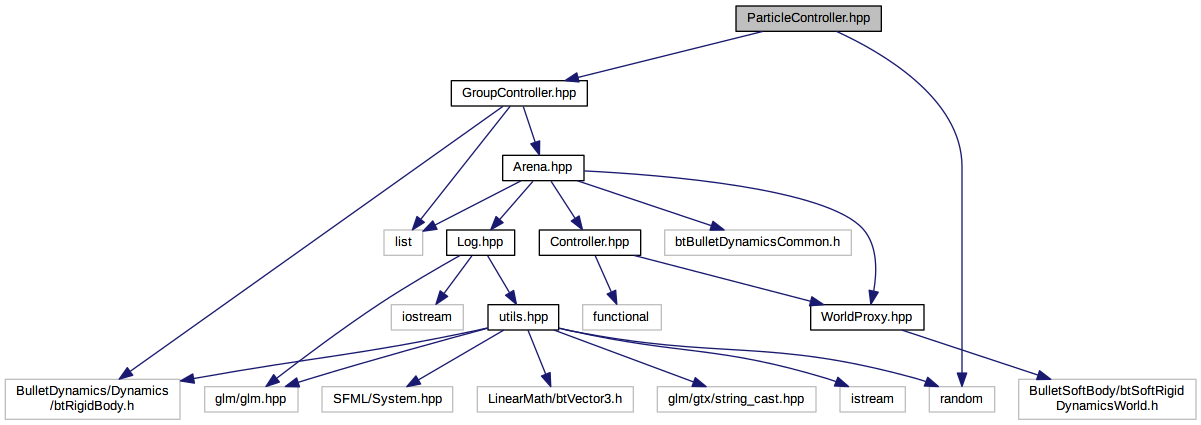 ParticleController.hpp
GroupController.hpp
Arena.hpp
list
Log.hpp
Controller.hpp
btBulletDynamicsCommon.h
iostream
utils.hpp
functional
WorldProxy.hpp
BulletDynamics/Dynamics
/btRigidBody.h
glm/glm.hpp
SFML/System.hpp
LinearMath/btVector3.h
glm/gtx/string_cast.hpp
istream
random
BulletSoftBody/btSoftRigid
DynamicsWorld.h